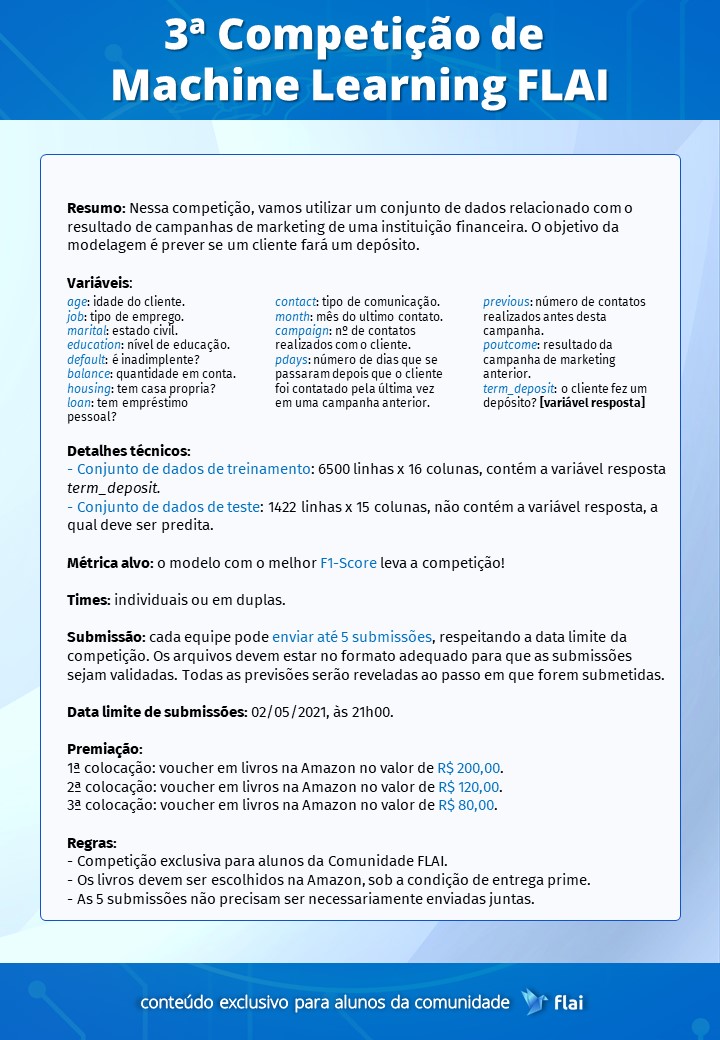 3ª Competição de
Machine Learning FLAI
Resumo: Nessa competição, vamos utilizar um conjunto de dados relacionado com o
resultado de campanhas de marketing de uma instituição financeira. O objetivo da
modelagem é prever se um cliente fará um depósito.
Variáveis:
age: idade do cliente.
job: tipo de emprego.
marital: estado civil.
education: nível de educação.
default: é inadimplente?
balance: quantidade em conta.
housing: tem casa propria?
loan: tem empréstimo
pessoal?
contact: tipo de comunicação.
month: mês do ultimo contato.
campaign: nº de contatos
realizados com o cliente.
pdays: número de dias que se
passaram depois que o cliente
foi contatado pela última vez
em uma campanha anterior.
previous: número de contatos
realizados antes desta
campanha.
poutcome: resultado da
campanha de marketing
anterior.
term_deposit: o cliente fez um
depósito? [variável resposta]
Detalhes técnicos:
- Conjunto de dados de treinamento: 6500 linhas x 16 colunas, contém a variável resposta
term_deposit.
- Conjunto de dados de teste: 1422 linhas x 15 colunas, não contém a variável resposta, a
qual deve ser predita.
Métrica alvo: o modelo com o melhor F1-Score leva a competição!
Times: individuais ou em duplas.
Submissão: cada equipe pode enviar até 5 submissões, respeitando a data limite da
competição. Os arquivos devem estar no formato adequado para que as submissões
sejam validadas. Todas as previsões serão reveladas ao passo em que forem submetidas.
Data limite de submissões: 02/05/2021, às 21h00.
Premiação:
1ª colocação: voucher em livros na Amazon no valor de R$ 200,00.
2ª colocação: voucher em livros na Amazon no valor de R$ 120,00.
3ª colocação: voucher em livros na Amazon no valor de R$ 80,00.
Regras:
- Competição exclusiva para alunos da Comunidade FLAI.
- Os livros devem ser escolhidos na Amazon, sob a condição de entrega prime.
- As 5 submissões não precisam ser necessariamente enviadas juntas.
conteúdo exclusivo para alunos da comunidade flai